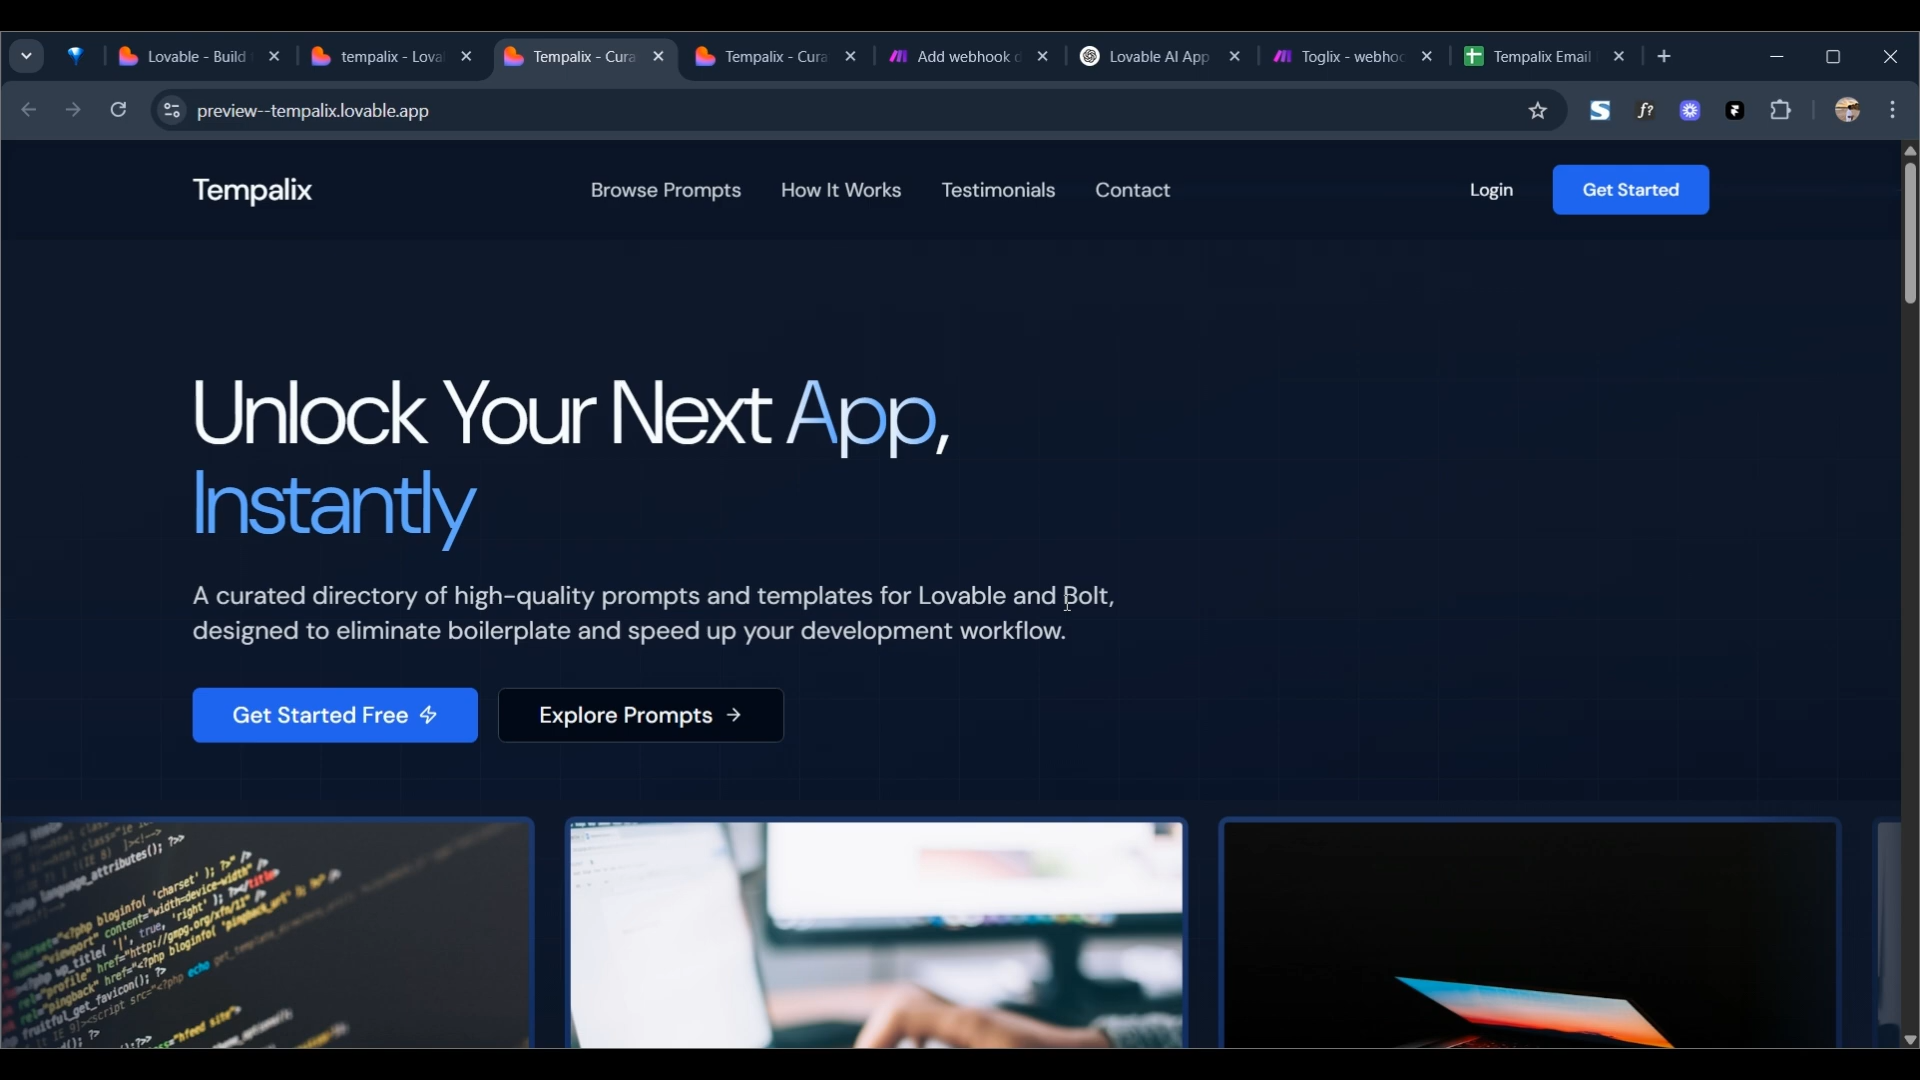 Lovable - Build
tempalix - Lova
Tempalix - Cura
Tempalix - Cura
Add webhook d
Lovable AI App
Toglix - webhoo
Tempalix Email
preview--tempalix.lovable.app
Tempalix
Browse Prompts
How It Works
Testimonials
Contact
Login
Get Started
Unlock Your Next App,
Instantly
A curated directory of high-quality prompts and templates for Lovable and Bolt,
designed to eliminate boilerplate and speed up your development workflow.
Get Started Free
Explore Prompts